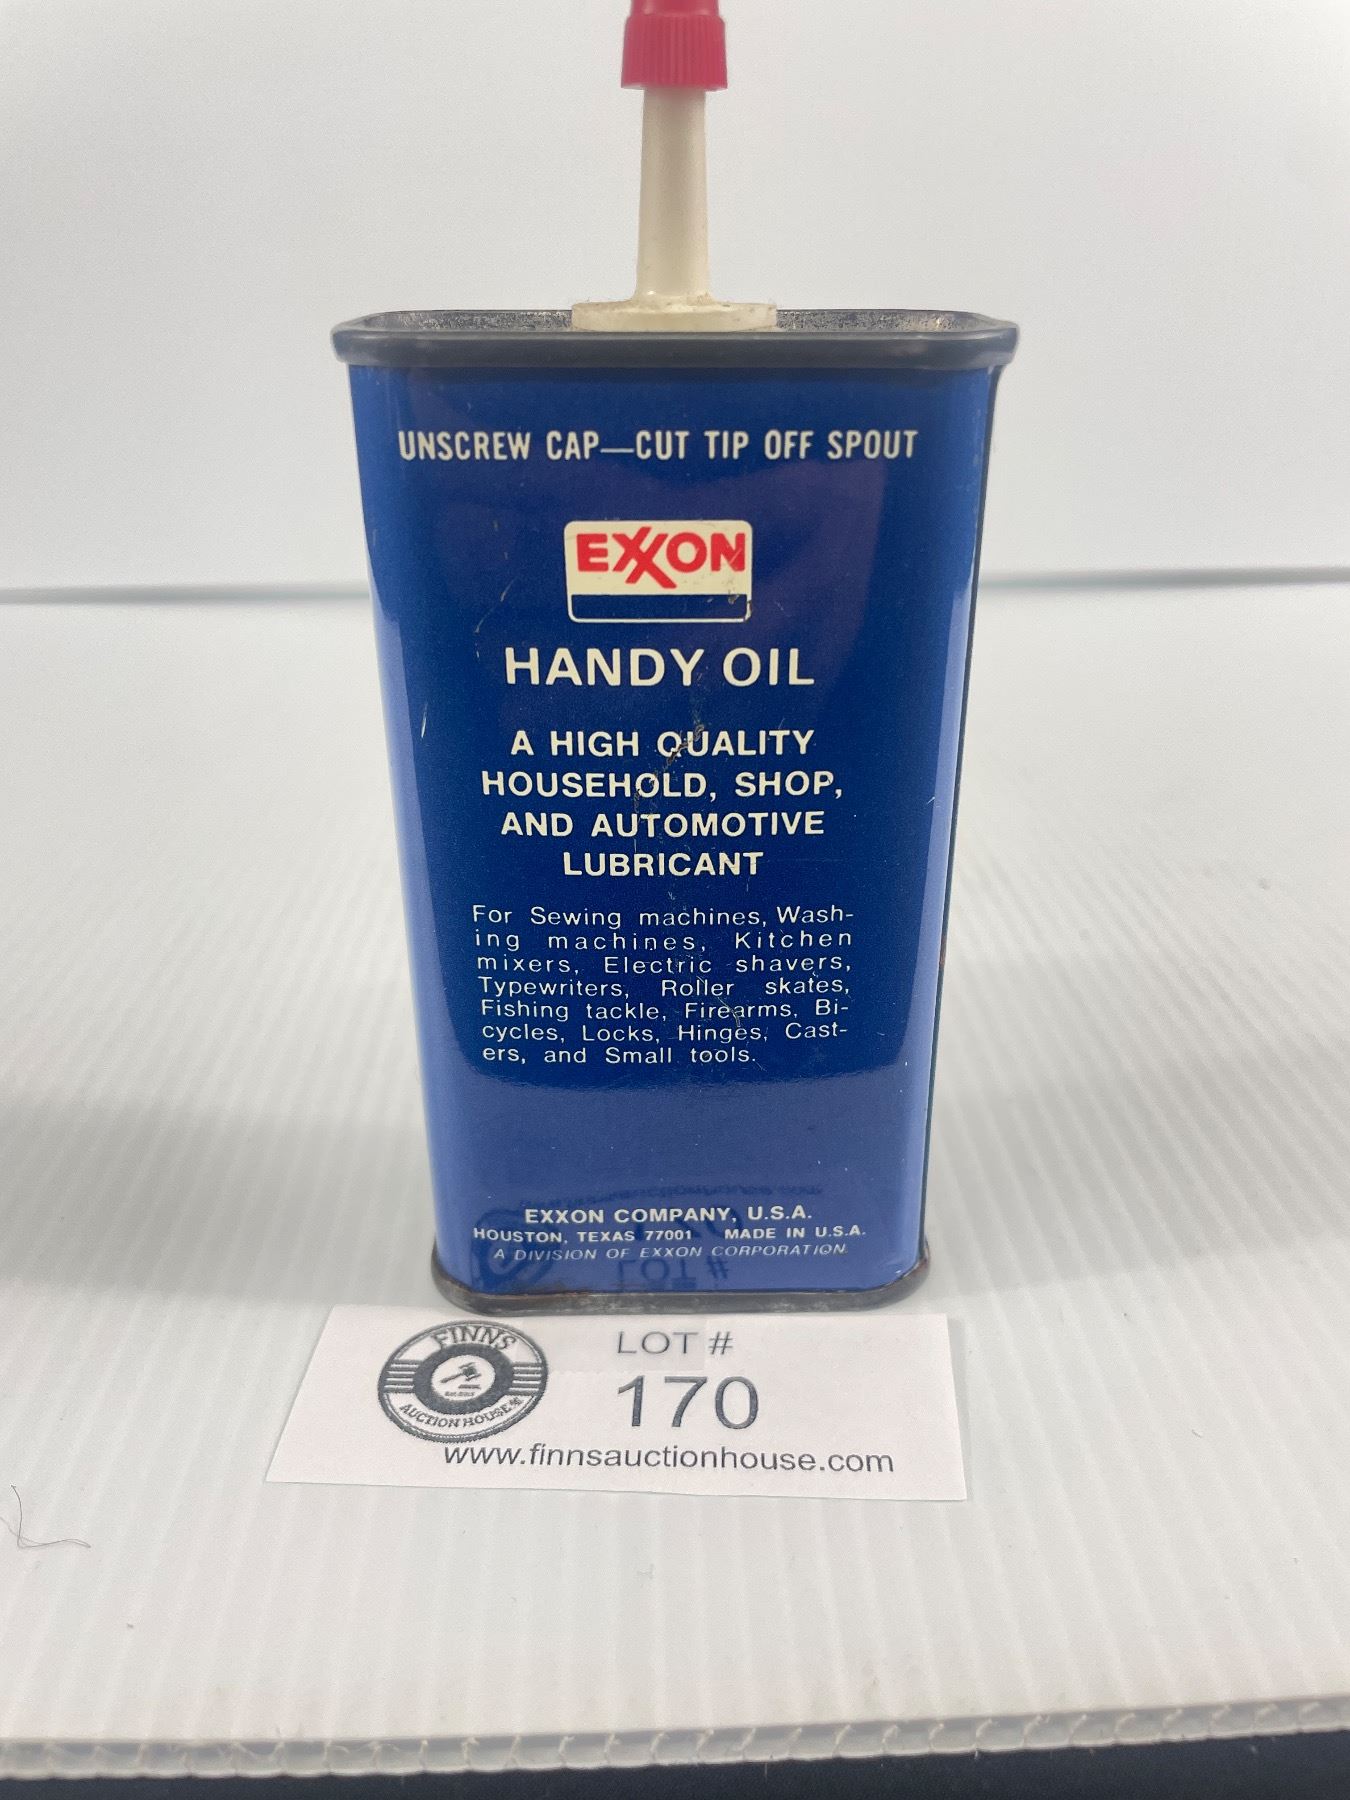 UNSCREW CAP—CUT TIP OFF SPOUT
EXXON
HANDY OIL
A HIGH QUALITY
HOUSEHOLD, SHOP,
AND AUTOMOTIVE
LUBRICANT
For Sewing machines, Wash-
ing machines, Kitchen
mixers, Electric shavers,
Typewriters, Roller skates,
Fishing tackle, Firearms, Bi-
cycles, Locks, Hinges, Cast-
ers, and Small tools.
EXXON COMPANY, U.S.A.
HOUSTON, TEXAS 77001 MADE IN U.S.A.
A DIVISION OF EXXON CORPORATION
LOT #
FINNS
AUCTION HOUSE
LOT #
170
www.finnsauctionhouse.com